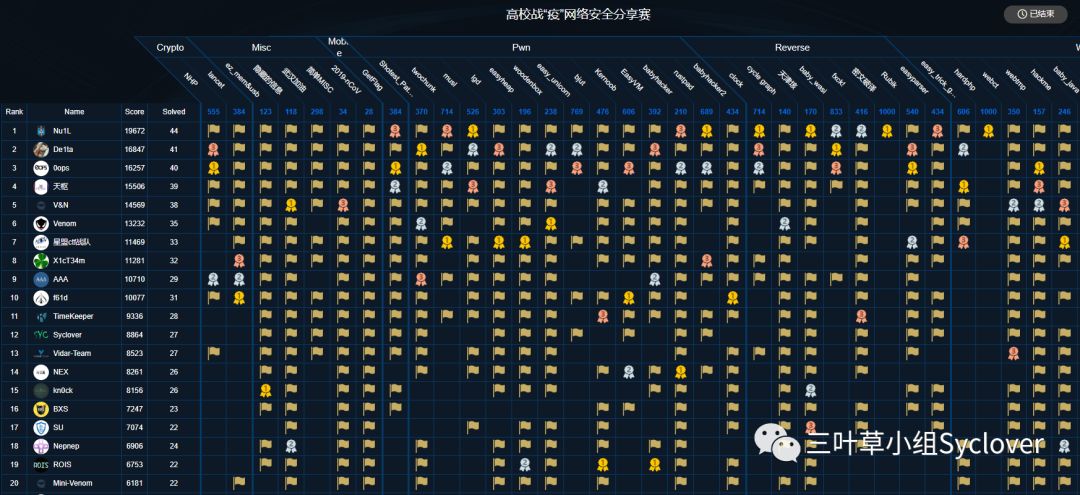 高校战“疫”网络安全分享赛
已结束
Crypto Misc Mobile Pwn Reverse W
NHP lancet ez_mem&usb 隐藏的信息 武汉加油 简单MISC 2019-nCoV GetFlag Shotest_Pat... twochunk musl lgd easyheap woodenbox easy_unicorn bjut Kernoob EasyVM babyhacker rustpad babyhacker2 clock cycle graph 天津垓 baby_wasi fxck! 密文破译 Rubik easyparser easy_trick_g... hardphp webct webtmp hackme baby_java
Rank Name Score Solved 555 384 123 118 298 34 28 384 370 714 526 303 196 238 769 476 606 392 210 689 434 714 140 170 833 416 1000 540 434 606 1000 350 157 246
1 Nu1L 19672 44
2 De1ta 16847 41
3 0ops 16257 40
4 天枢 15506 39
5 V&N 14569 38
6 Venom 13232 35
7 星盟ctf战队 11469 33
8 X1cT34m 11281 32
9 AAA 10710 29
10 f61d 10077 31
11 TimeKeeper 9336 28
12 Syclover 8864 27
13 Vidar-Team 8523 27
14 NEX 8261 26
15 kn0ck 8156 26
16 BXS 7247 23
17 SU 7074 22
18 Nepnep 6906 24
19 ROIS 6753 22
20 Mini-Venom 6181 22
三叶草小组Syclover